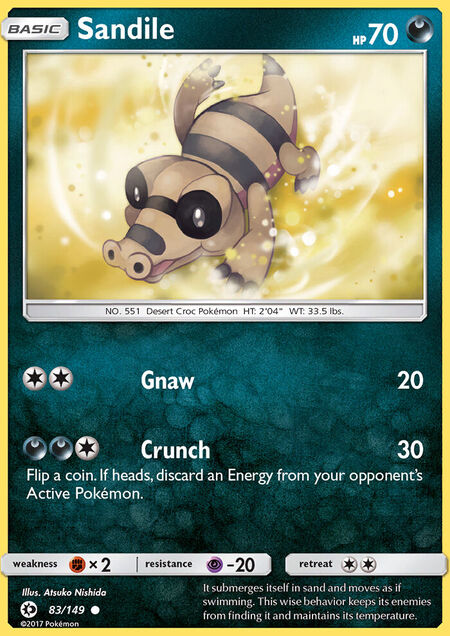 BASIC Sandile HP70
NO. 551 Desert Croc Pokémon HT: 2'04" WT: 33.5 lbs.
Gnaw 20
Crunch 30
Flip a coin. If heads, discard an Energy from your opponent's
Active Pokémon.
weakness ×2 resistance -20 retreat
Illus. Atsuko Nishida
83/149
©2017 Pokémon
It submerges itself in sand and moves as if
swimming. This wise behavior keeps its enemies
from finding it and maintains its temperature.